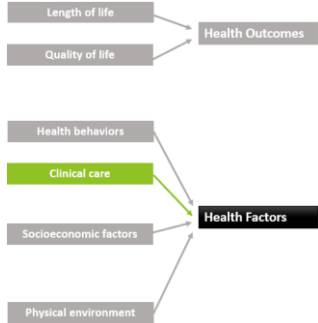 Length of life
Health Outcomes
Quality of life
Health behaviors
Clinical care
Health Factors
Socioeconomic factors
Physical environment